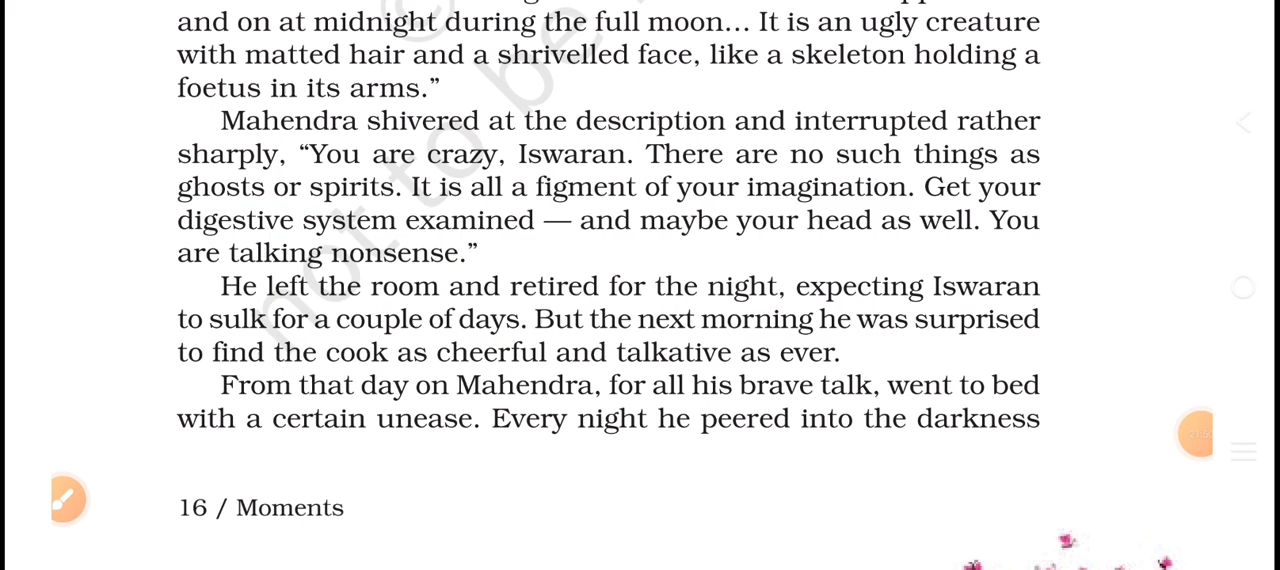 and on at midnight during the full moon… It is an ugly creature
with matted hair and a shrivelled face, like a skeleton holding a
foetus in its arms.”
Mahendra shivered at the description and interrupted rather
sharply, “You are crazy, Iswaran. There are no such things as
ghosts or spirits. It is all a figment of your imagination. Get your
digestive system examined — and maybe your head as well. You
are talking nonsense.”
He left the room and retired for the night, expecting Iswaran
to sulk for a couple of days. But the next morning he was surprised
to find the cook as cheerful and talkative as ever.
From that day on Mahendra, for all his brave talk, went to bed
with a certain unease. Every night he peered into the darkness
16 / Moments
not to be